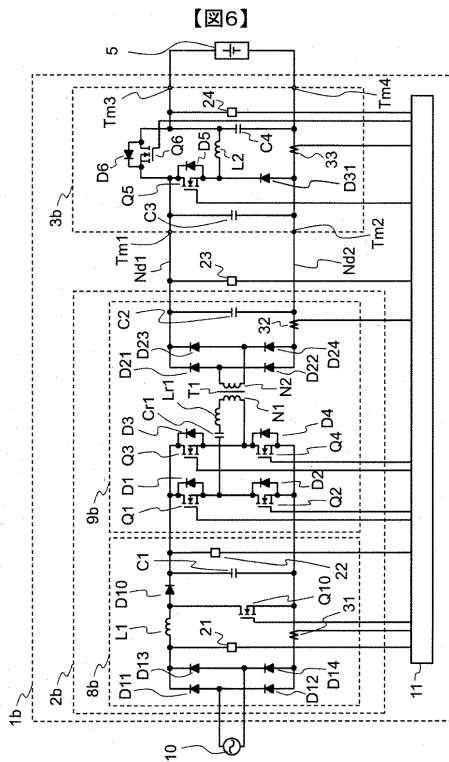 【図6】
1b
2b
8b
9b
3b
10
D11
D13
D12
D14
L1
21
D10
C1
31
Q10
22
Q1
D1
Q3
D3
Q2
D2
Q4
D4
Cr1
Lr1
T1
N1
N2
D21
D23
D22
D24
C2
32
23
Nd1
Nd2
Tm1
Tm2
C3
Q5
D5
D6
Q6
L2
C4
D31
33
24
Tm3
Tm4
5
11